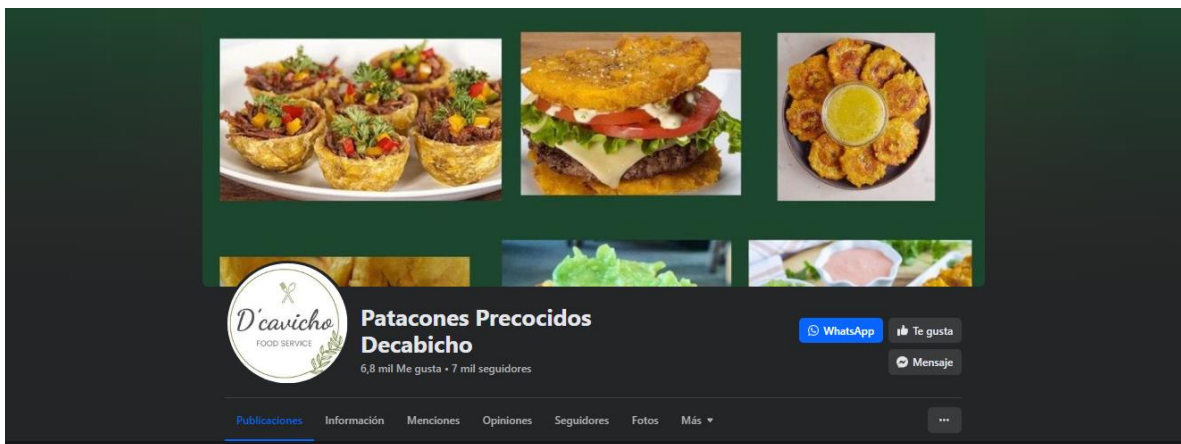 D'cavicho
FOOD SERVICE
Patacones Precocidos
Decabicho
6,8 mil Me gusta • 7 mil seguidores
WhatsApp
Te gusta
Mensaje
Publicaciones Información Menciones Opiniones Seguidores Fotos Más